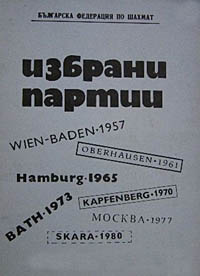 БЪЛГАРСКА ФЕДЕРАЦИЯ ПО ШАХМАТ
избрани
партии
WIEN-BADEN·1957
OBERHAUSEN·1961
Hamburg·1965
KAPFENBERG·1970
BATH·1973
МОСКВА·1977
SKARA·1980